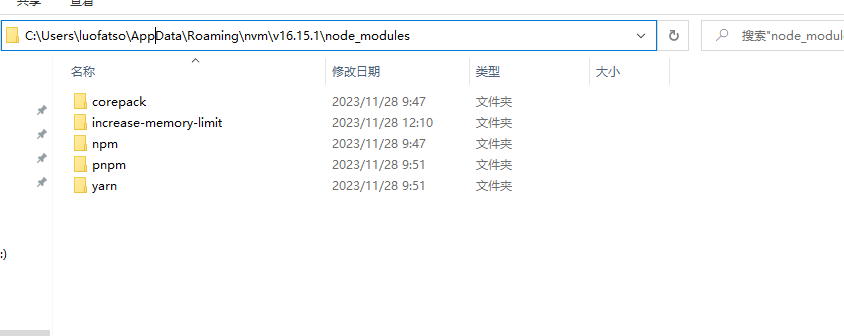 共享 查看
C:\Users\luofatso\AppData\Roaming\nvm\v16.15.1\node_modules
搜索"node_modul
名称 修改日期 类型 大小
corepack 2023/11/28 9:47 文件夹
increase-memory-limit 2023/11/28 12:10 文件夹
npm 2023/11/28 9:47 文件夹
pnpm 2023/11/28 9:51 文件夹
yarn 2023/11/28 9:51 文件夹
:)